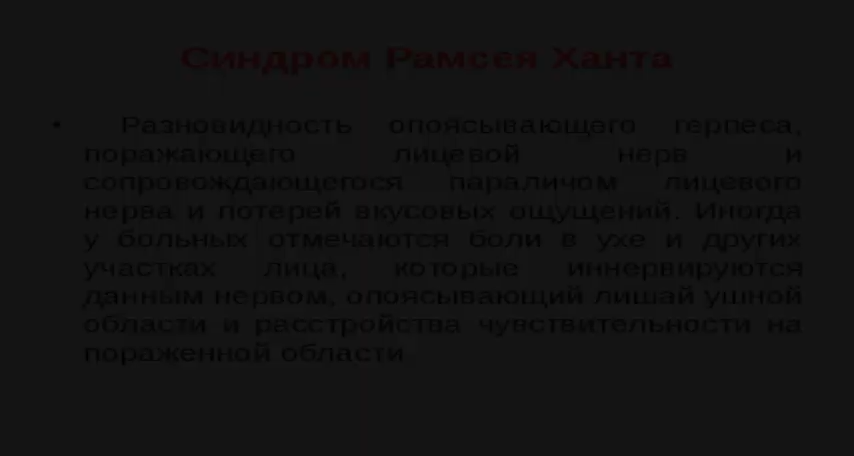 Синдром Рамсея Ханта
• Разновидность опоясывающего герпеса,
поражающего лицевой нерв и
сопровождающегося параличом лицевого
нерва и потерей вкусовых ощущений. Иногда
у больных отмечаются боли в ухе и других
участках лица, которые иннервируются
данным нервом, опоясывающий лишай ушной
области и расстройства чувствительности на
пораженной области